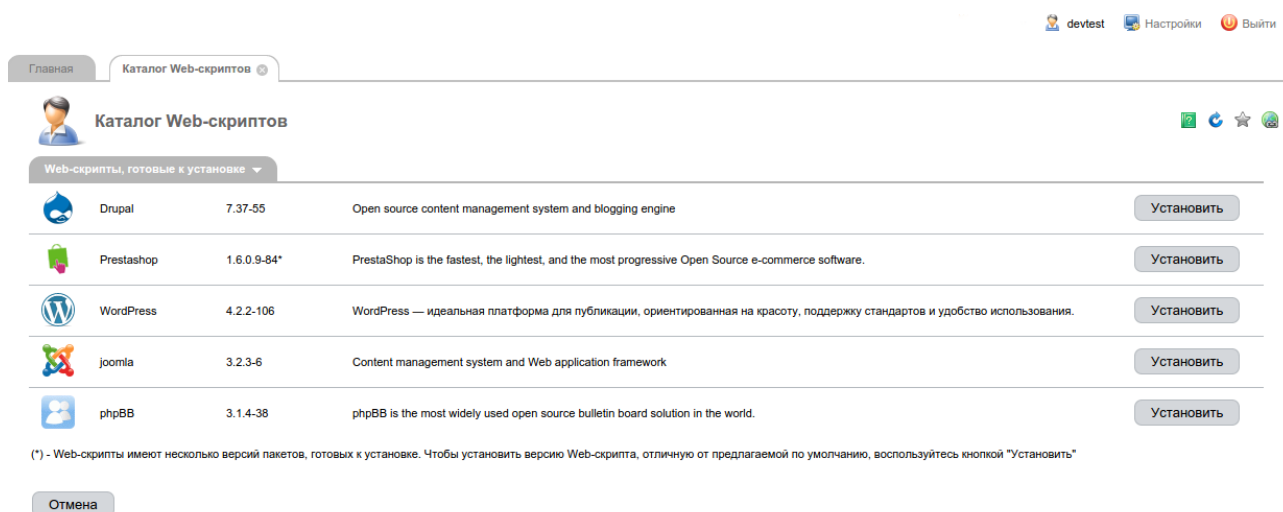 devtest Настройки Выйти
Главная Каталог Web-скриптов
Каталог Web-скриптов
Web-скрипты, готовые к установке
Drupal 7.37-55 Open source content management system and blogging engine Установить
Prestashop 1.6.0.9-84* PrestaShop is the fastest, the lightest, and the most progressive Open Source e-commerce software. Установить
WordPress 4.2.2-106 WordPress — идеальная платформа для публикации, ориентированная на красоту, поддержку стандартов и удобство использования. Установить
joomla 3.2.3-6 Content management system and Web application framework Установить
phpBB 3.1.4-38 phpBB is the most widely used open source bulletin board solution in the world. Установить
(*) - Web-скрипты имеют несколько версий пакетов, готовых к установке. Чтобы установить версию Web-скрипта, отличную от предлагаемой по умолчанию, воспользуйтесь кнопкой "Установить"
Отмена